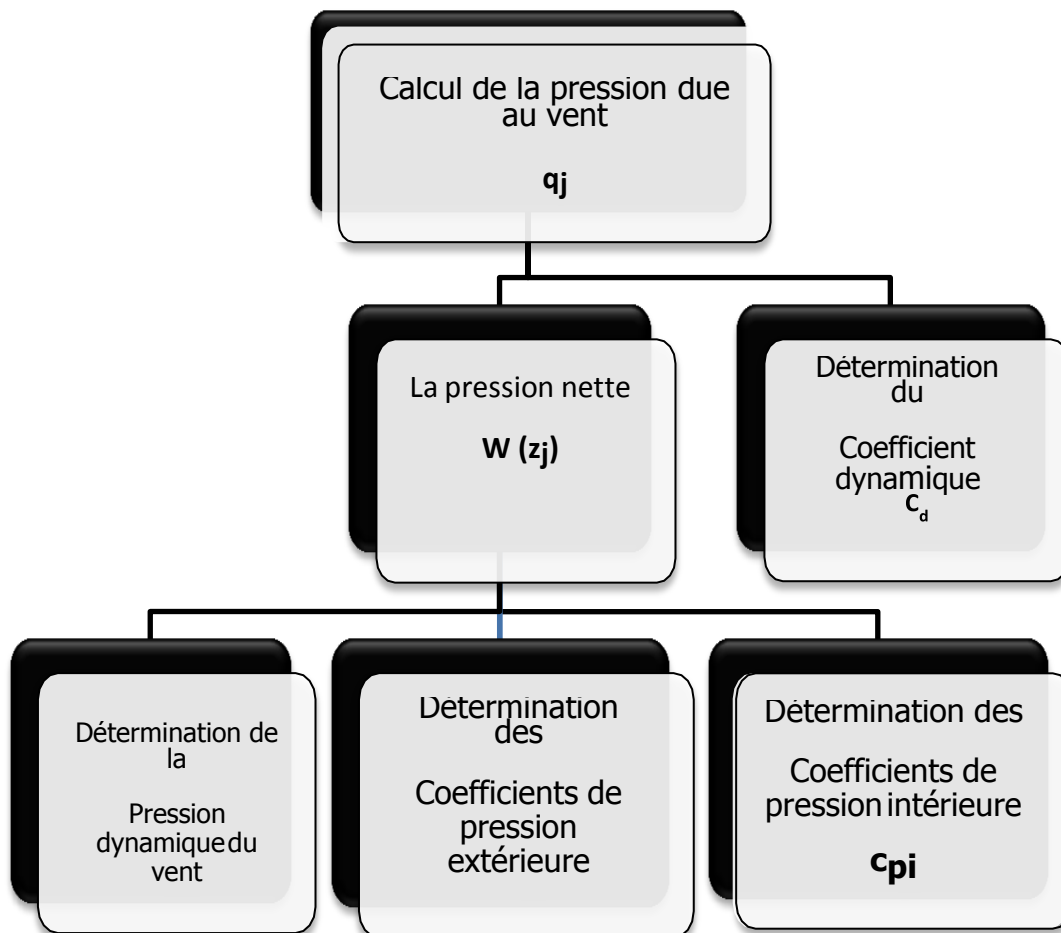 Calcul de la pression due
au vent
qj
La pression nette
W (zj)
Détermination
du
Coefficient
dynamique
Cd
Détermination de
la
Pression
dynamique du
vent
Détermination
des
Coefficients de
pression
extérieure
Détermination des
Coefficients de
pression intérieure
cpi